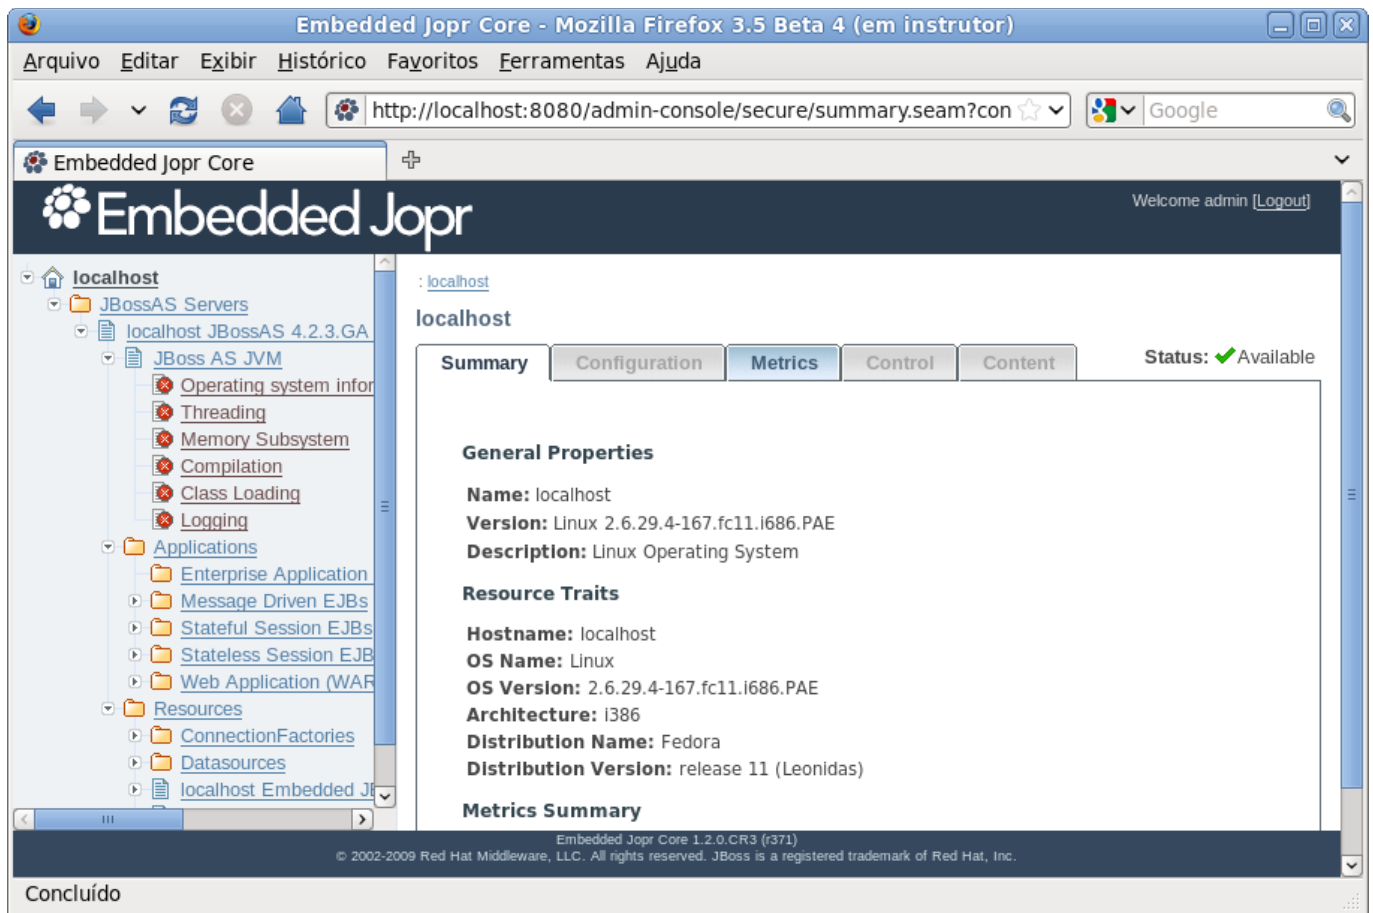 Embedded Jopr Core - Mozilla Firefox 3.5 Beta 4 (em instrutor)
Arquivo Editar Exibir Histórico Favoritos Ferramentas Ajuda
http://localhost:8080/admin-console/secure/summary.seam?con Google
Embedded Jopr Core
Embedded Jopr
Welcome admin [Logout]
localhost
JBossAS Servers
localhost JBossAS 4.2.3.GA
JBoss AS JVM
Operating system infor
Threading
Memory Subsystem
Compilation
Class Loading
Logging
Applications
Enterprise Application
Message Driven EJBs
Stateful Session EJBs
Stateless Session EJB
Web Application (WAR
Resources
ConnectionFactories
Datasources
localhost Embedded JB
: localhost
localhost
Summary Configuration Metrics Control Content
Status: Available
General Properties
Name: localhost
Version: Linux 2.6.29.4-167.fc11.i686.PAE
Description: Linux Operating System
Resource Traits
Hostname: localhost
OS Name: Linux
OS Version: 2.6.29.4-167.fc11.i686.PAE
Architecture: i386
Distribution Name: Fedora
Distribution Version: release 11 (Leonidas)
Metrics Summary
Embedded Jopr Core 1.2.0.CR3 (r371)
© 2002-2009 Red Hat Middleware, LLC. All rights reserved. JBoss is a registered trademark of Red Hat, Inc.
Concluído